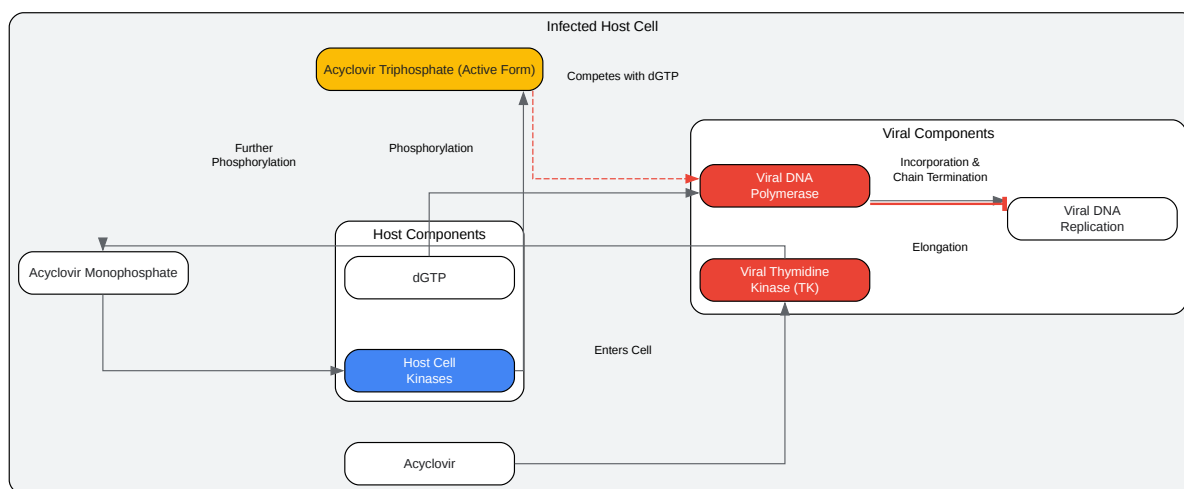 Infected Host Cell
Acyclovir Triphosphate (Active Form)
Competes with dGTP
Viral Components
Further
Phosphorylation
Phosphorylation
Incorporation &
Chain Termination
Viral DNA
Polymerase
Viral DNA
Replication
Host Components
Elongation
Acyclovir Monophosphate
dGTP
Viral Thymidine
Kinase (TK)
Enters Cell
Host Cell
Kinases
Acyclovir